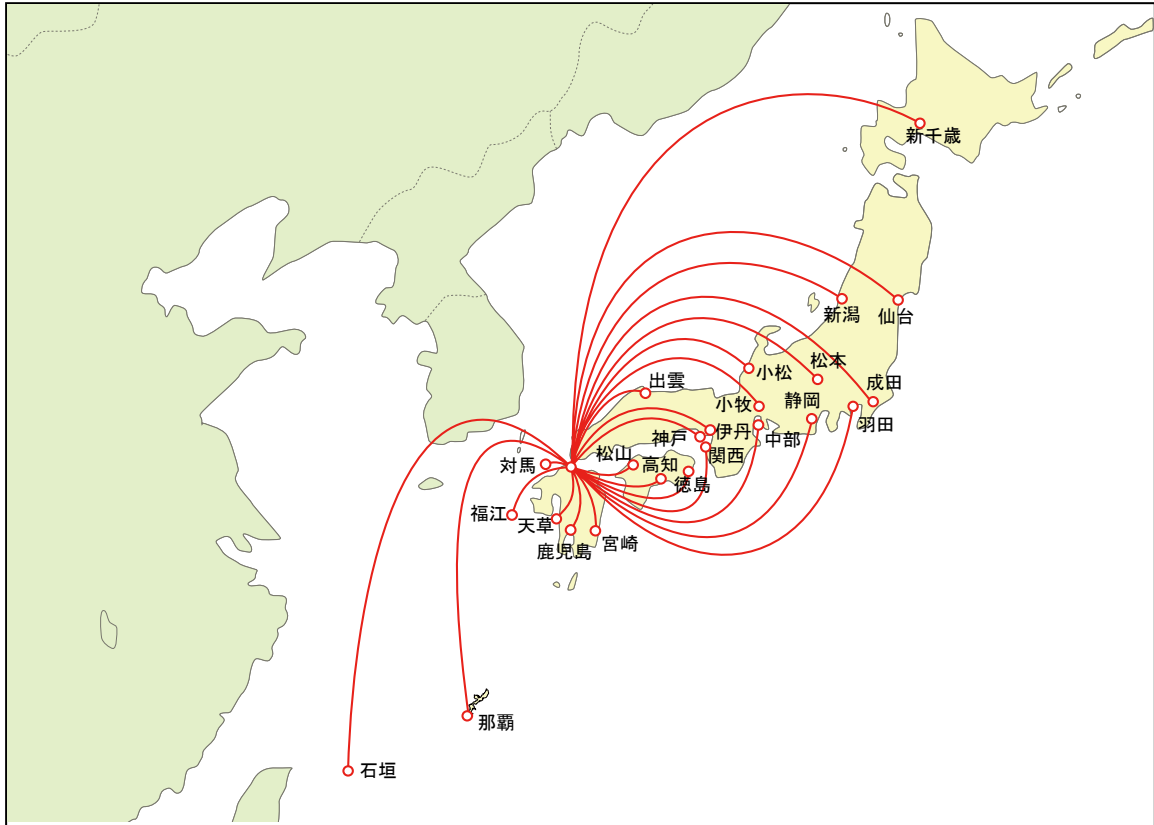 新千歳
新潟
仙台
松本
小松
成田
出雲
小牧
静岡
羽田
伊丹
神戸
中部
松山
関西
対馬
高知
徳島
福江
天草
宮崎
鹿児島
那覇
石垣